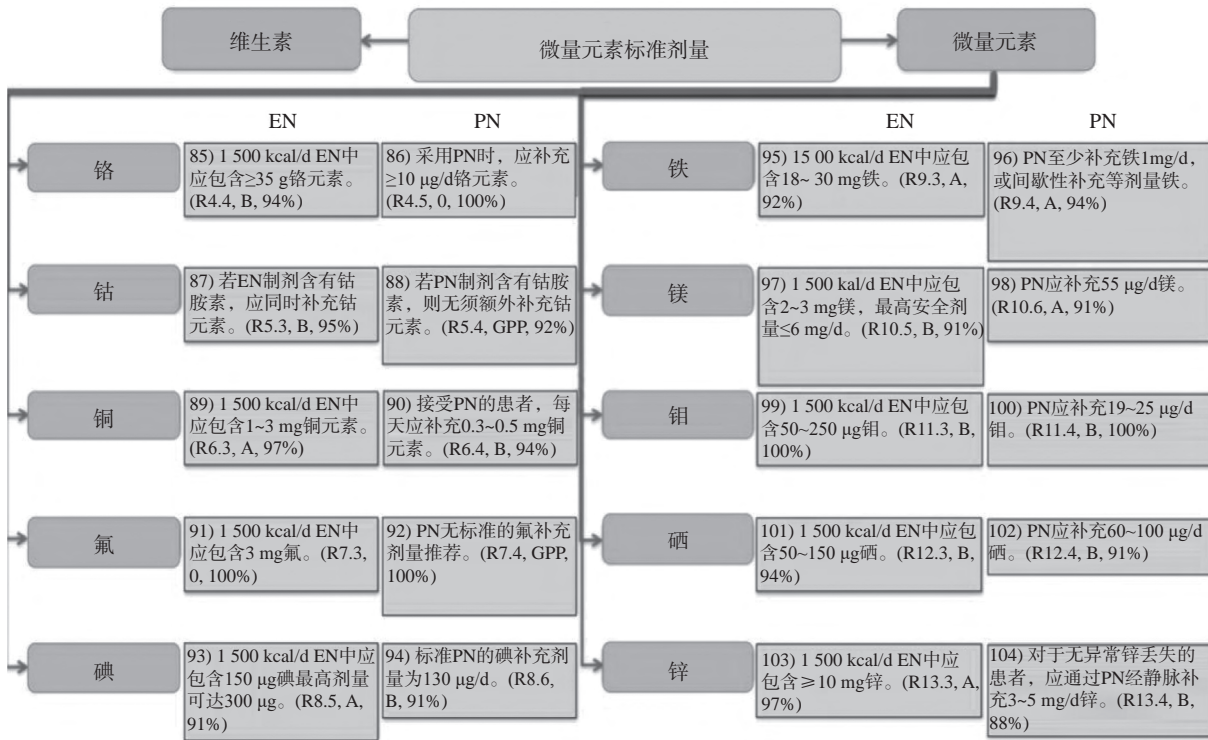 维生素
微量元素标准剂量
微量元素
EN
PN
铬
85) 1 500 kcal/d EN中
应包含≥35 g铬元素。
(R4.4, B, 94%)
86) 采用PN时，应补充
≥10 μg/d铬元素。
(R4.5, 0, 100%)
钴
87) 若EN制剂含有钴
胺素，应同时补充钴
元素。(R5.3, B, 95%)
88) 若PN制剂含有钴胺
素，则无须额外补充钴
元素。(R5.4, GPP, 92%)
铜
89) 1 500 kcal/d EN中
应包含1~3 mg铜元素。
(R6.3, A, 97%)
90) 接受PN的患者，每
天应补充0.3~0.5 mg铜
元素。(R6.4, B, 94%)
氟
91) 1 500 kcal/d EN中
应包含3 mg氟。(R7.3,
0, 100%)
92) PN无标准的氟补充
剂量推荐。(R7.4, GPP,
100%)
碘
93) 1 500 kcal/d EN中应
包含150 μg碘最高剂量
可达300 μg。(R8.5, A,
91%)
94) 标准PN的碘补充剂
量为130 μg/d。(R8.6,
B, 91%)
EN
PN
铁
95) 15 00 kcal/d EN中应包
含18~ 30 mg铁。(R9.3, A,
92%)
96) PN至少补充铁1mg/d，
或间歇性补充等剂量铁。
(R9.4, A, 94%)
镁
97) 1 500 kal/d EN中应包
含2~3 mg镁，最高安全剂
量≤6 mg/d。(R10.5, B, 91%)
98) PN应补充55 μg/d镁。
(R10.6, A, 91%)
钼
99) 1 500 kcal/d EN中应包
含50~250 μg钼。(R11.3, B,
100%)
100) PN应补充19~25 μg/d
钼。(R11.4, B, 100%)
硒
101) 1 500 kcal/d EN中应包
含50~150 μg硒。(R12.3, B,
94%)
102) PN应补充60~100 μg/d
硒。(R12.4, B, 91%)
锌
103) 1 500 kcal/d EN中应
包含≥10 mg锌。(R13.3, A,
97%)
104) 对于无异常锌丢失的
患者，应通过PN经静脉补
充3~5 mg/d锌。(R13.4, B,
88%)